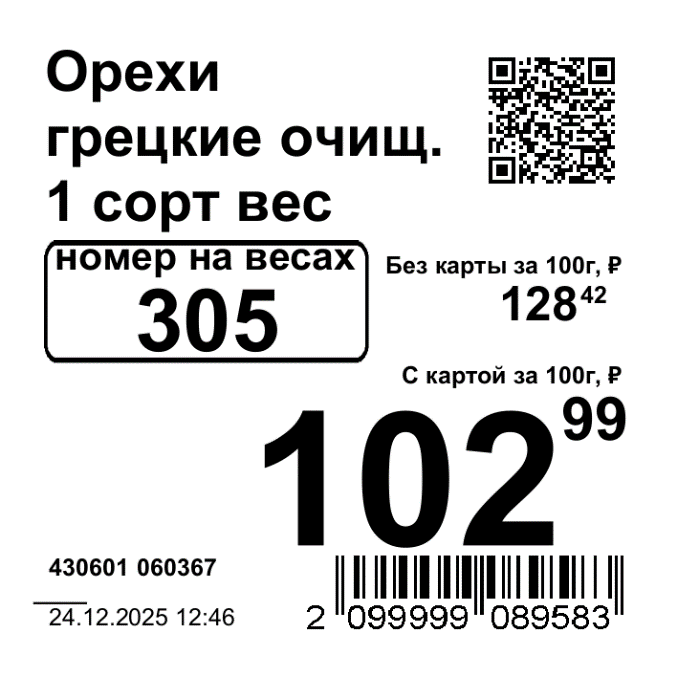 Орехи
грецкие очищ.
1 сорт вес
номер на весах
305
Без карты за 100г, ₽
128 42
С картой за 100г, ₽
102 99
430601 060367
24.12.2025 12:46
2 099999 089583